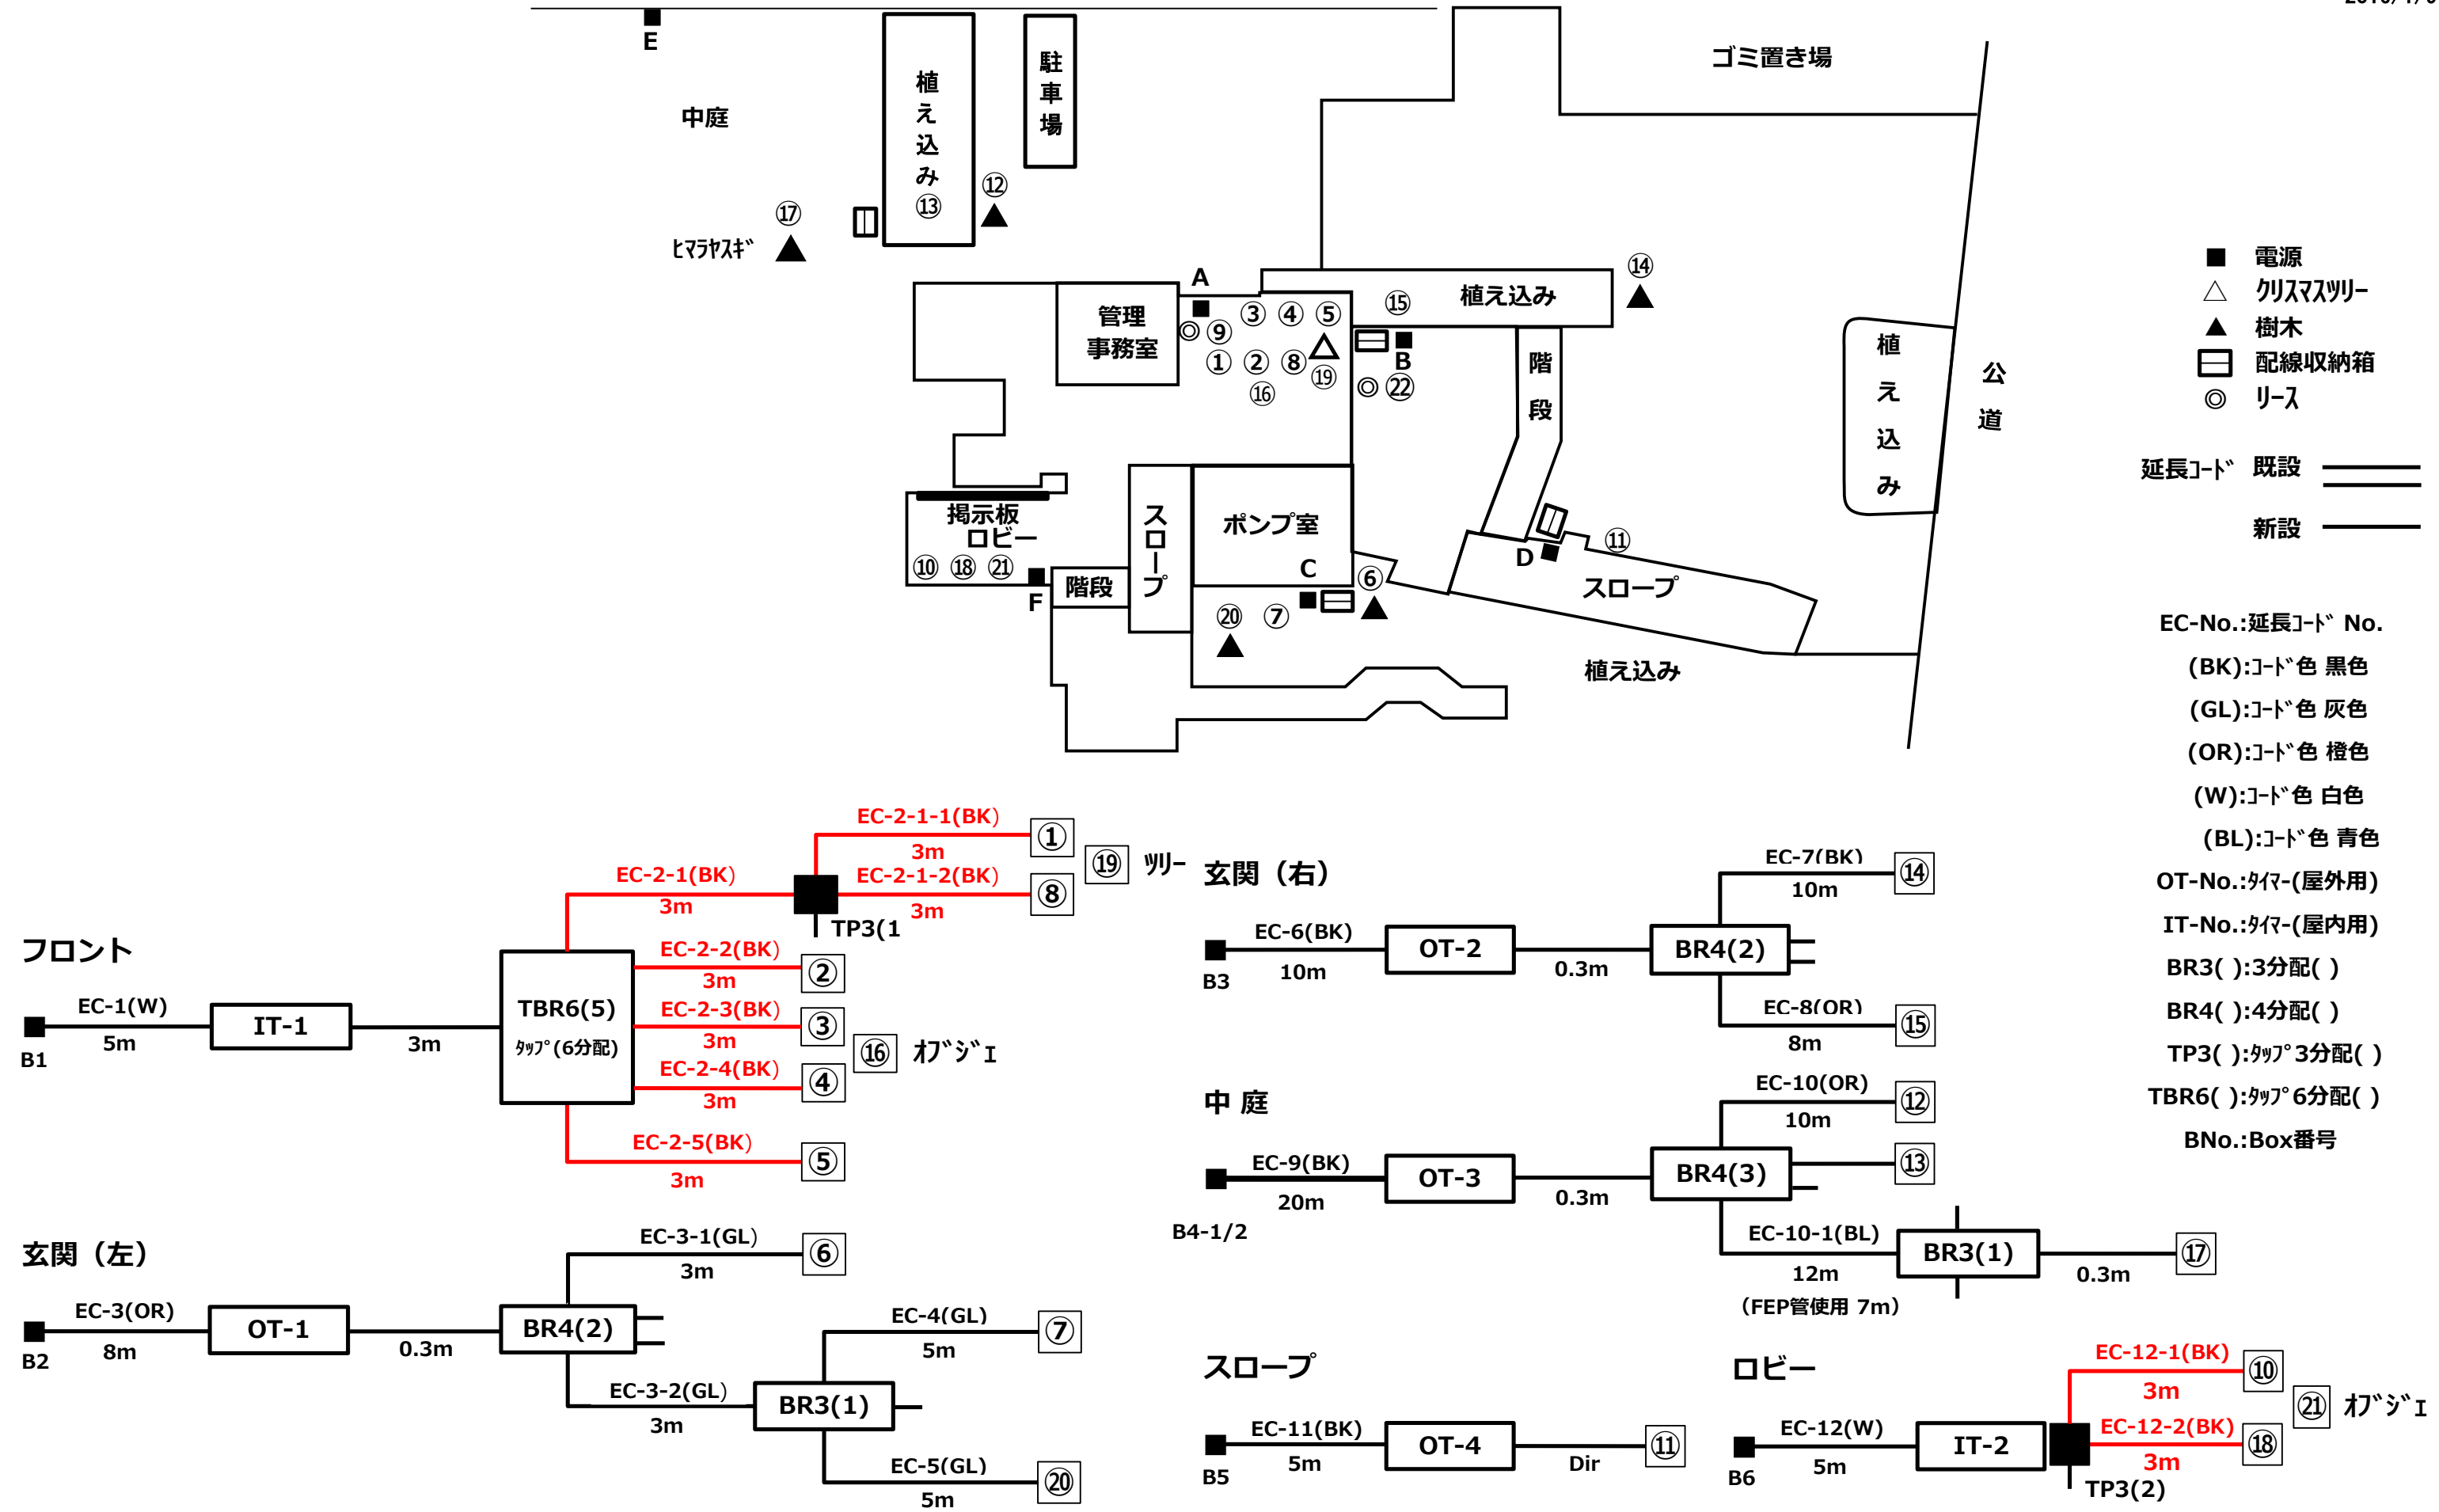 E
中庭
植え込み
⑬
駐車場
⑫
⑰
ﾋﾏﾗﾔｽｷﾞ
ゴミ置き場
A
管理
事務室
③ ④ ⑤
◎⑨
① ② ⑧
⑯
⑲
⑮ 植え込み
⑭
B
◎㉒
階段
植え込み
公道
掲示板
ロビー
⑩ ⑱ ㉑
F
階段
スロープ
ポンプ室
C
⑥
⑳ ⑦
D
⑪
スロープ
植え込み
■ 電源
△ ｸﾘｽﾏｽﾂﾘｰ
▲ 樹木
配線収納箱
◎ ﾘｰｽ
延長ｺｰﾄﾞ 既設
新設
EC-No.:延長ｺｰﾄﾞ No.
(BK):ｺｰﾄﾞ色 黒色
(GL):ｺｰﾄﾞ色 灰色
(OR):ｺｰﾄﾞ色 橙色
(W):ｺｰﾄﾞ色 白色
(BL):ｺｰﾄﾞ色 青色
OT-No.:ﾀｲﾏｰ(屋外用)
IT-No.:ﾀｲﾏｰ(屋内用)
BR3( ):3分配( )
BR4( ):4分配( )
TP3( ):ﾀｯﾌﾟ3分配( )
TBR6( ):ﾀｯﾌﾟ6分配( )
BNo.:Box番号
フロント
B1
EC-1(W)
5m
IT-1
3m
TBR6(5)
ﾀｯﾌﾟ(6分配)
EC-2-1(BK)
3m
TP3(1
EC-2-1-1(BK)
3m
①
EC-2-1-2(BK)
3m
⑧
⑲ ﾂﾘｰ
EC-2-2(BK)
3m
②
EC-2-3(BK)
3m
③
EC-2-4(BK)
3m
④
⑯ ｵﾌﾞｼﾞｪ
EC-2-5(BK)
3m
⑤
玄関（左）
B2
EC-3(OR)
8m
OT-1
0.3m
BR4(2)
EC-3-1(GL)
3m
⑥
EC-3-2(GL)
3m
BR3(1)
EC-4(GL)
5m
⑦
EC-5(GL)
5m
⑳
玄関（右）
B3
EC-6(BK)
10m
OT-2
0.3m
BR4(2)
EC-7(BK)
10m
⑭
EC-8(OR)
8m
⑮
中 庭
B4-1/2
EC-9(BK)
20m
OT-3
0.3m
BR4(3)
EC-10(OR)
10m
⑫
⑬
EC-10-1(BL)
12m
（FEP管使用 7m）
BR3(1)
0.3m
⑰
スロープ
B5
EC-11(BK)
5m
OT-4
Dir
⑪
ロビー
B6
EC-12(W)
5m
IT-2
TP3(2)
EC-12-1(BK)
3m
⑩
EC-12-2(BK)
3m
⑱
㉑ ｵﾌﾞｼﾞｪ